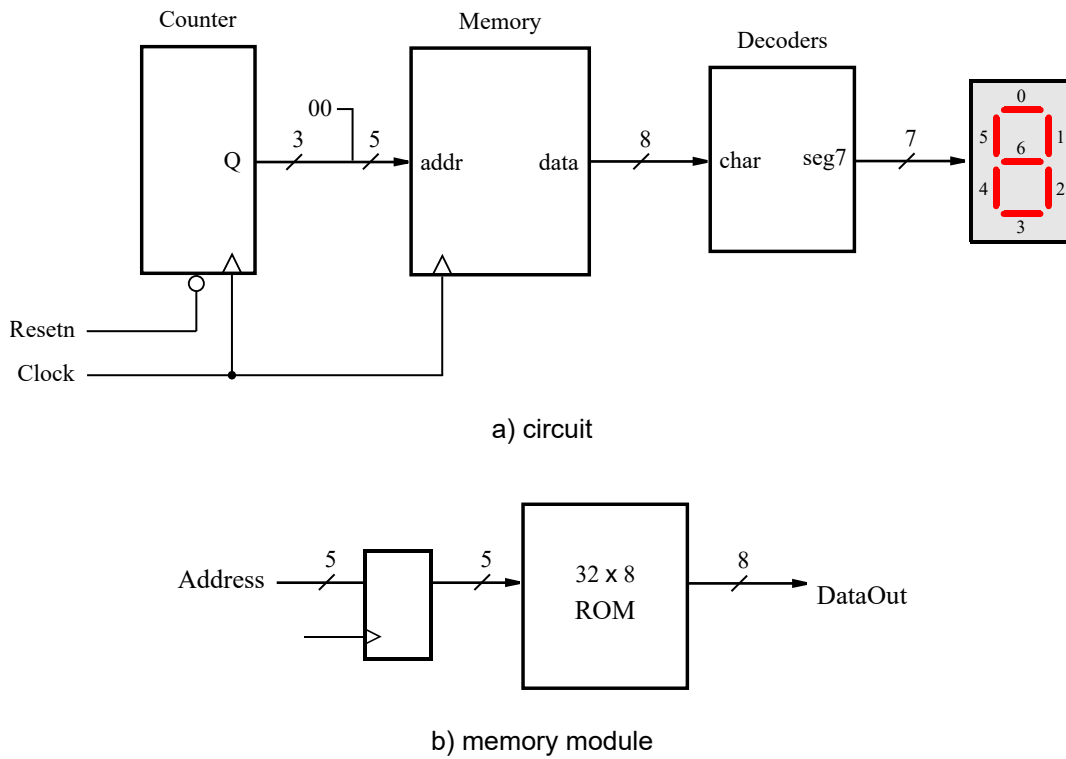 Counter
Memory
Decoders
00
3
5
8
7
Q
addr
data
char
seg7
0
5
1
6
4
2
3
Resetn
Clock
a) circuit
5
5
8
Address
32 x 8
ROM
DataOut
b) memory module